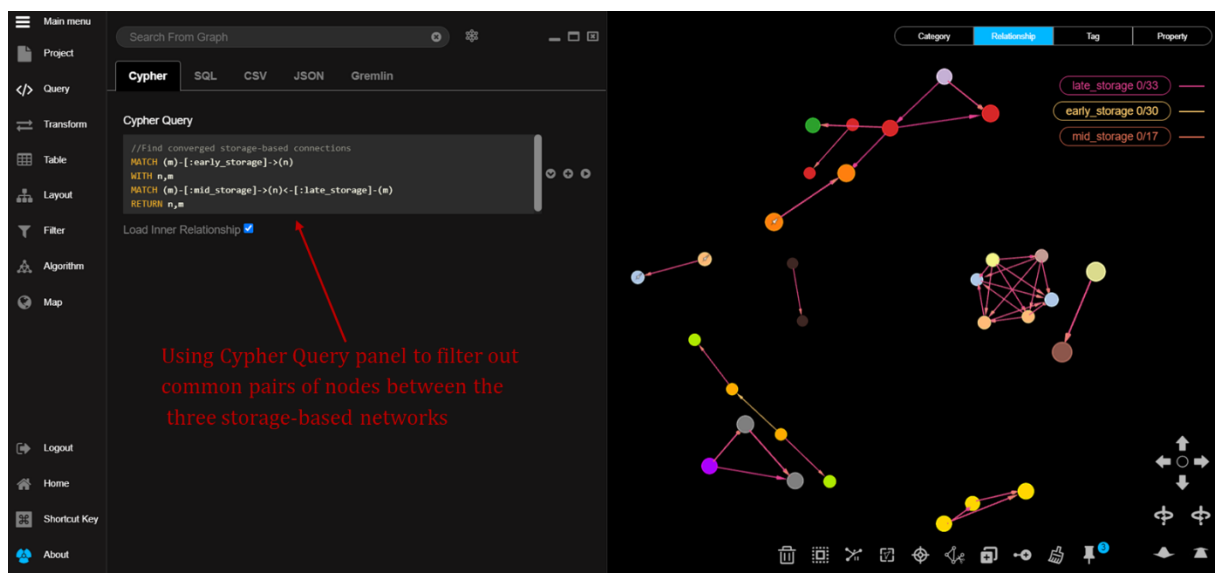 Main menu
Project
Query
Transform
Table
Layout
Filter
Algorithm
Map
Logout
Home
Shortcut Key
About
Search From Graph
Cypher SQL CSV JSON Gremlin
Cypher Query
//Find converged storage-based connections
MATCH (m)-[:early_storage]->(n)
WITH n,m
MATCH (m)-[:mid_storage]->(n)<-[:late_storage]-(m)
RETURN n,m
Load Inner Relationship
Using Cypher Query panel to filter out
common pairs of nodes between the
three storage-based networks
Category Relationship Tag Property
late_storage 0/33
early_storage 0/30
mid_storage 0/17
3